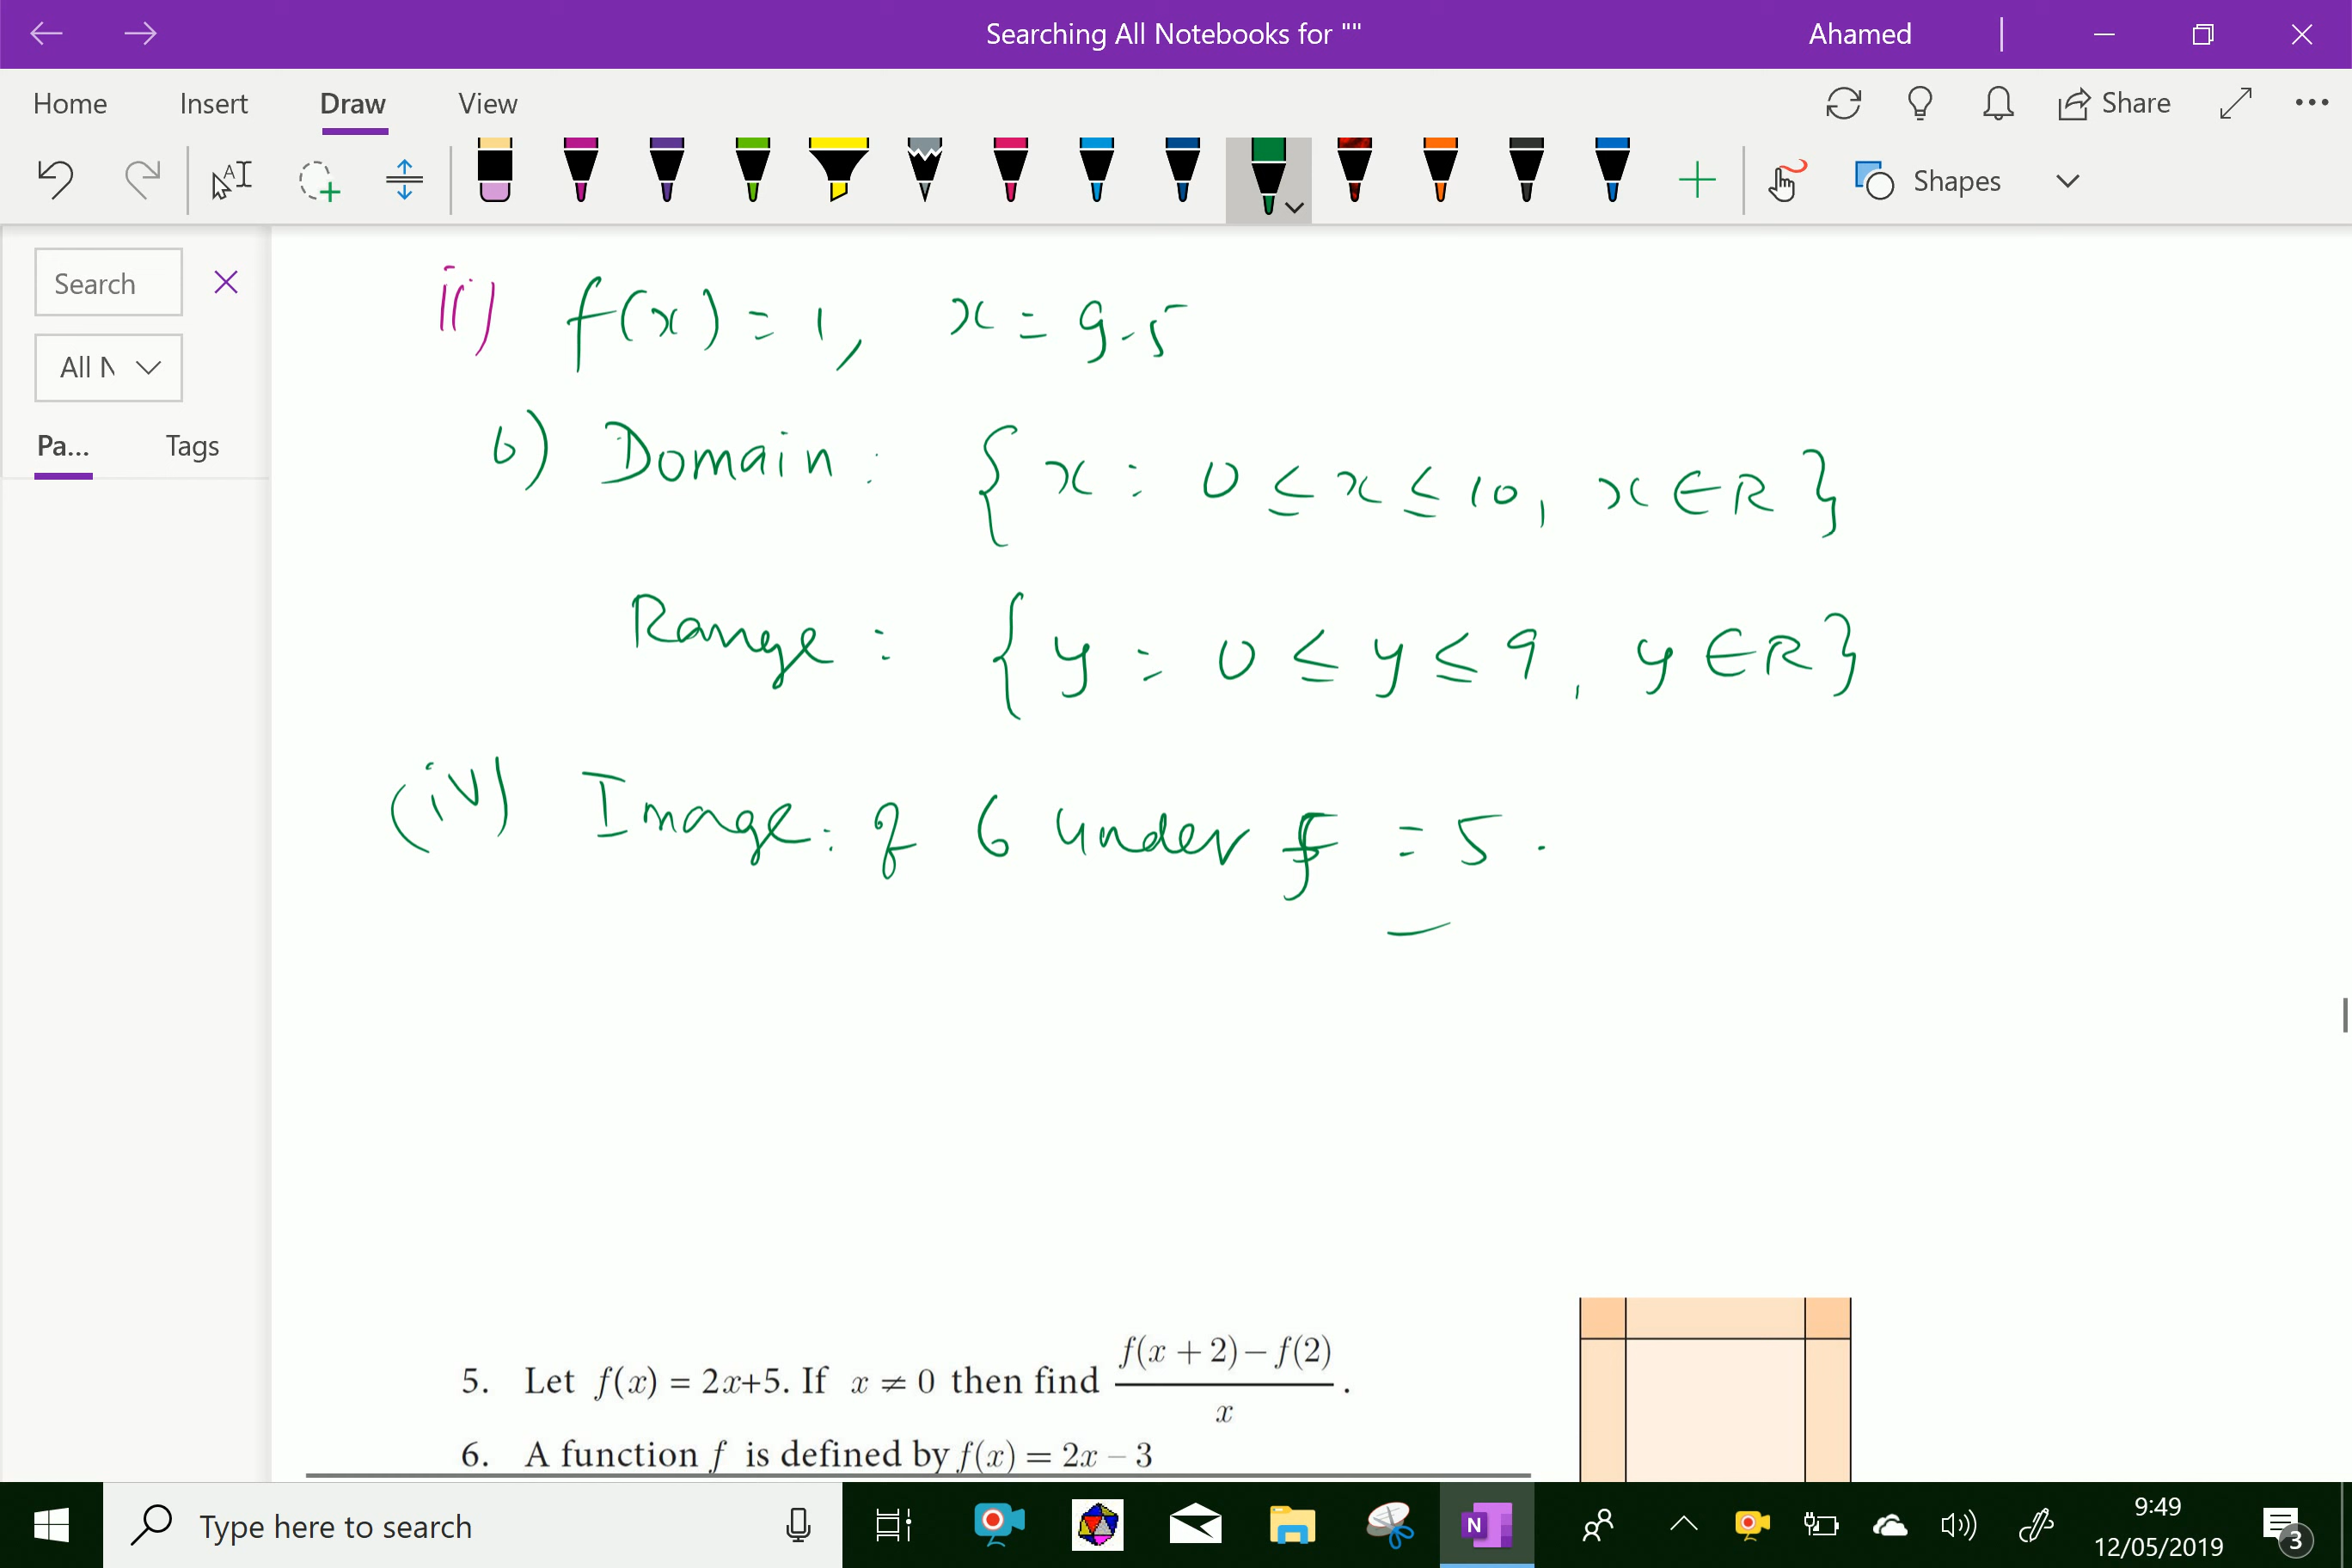 Searching All Notebooks for ""
Ahamed
Home Insert Draw View
Share
Shapes
Search
All N
Pa... Tags
ii) f(x) = 1, x = 9.5
b) Domain : { x : 0 ≤ x ≤ 10, x ∈ R }
Range : { y : 0 ≤ y ≤ 9, y ∈ R }
(iv) Image : of 6 under f = 5.
5. Let f(x) = 2x+5. If x ≠ 0 then find (f(x + 2) – f(2))/x.
6. A function f is defined by f(x) = 2x – 3
Type here to search
N
9:49
12/05/2019
3